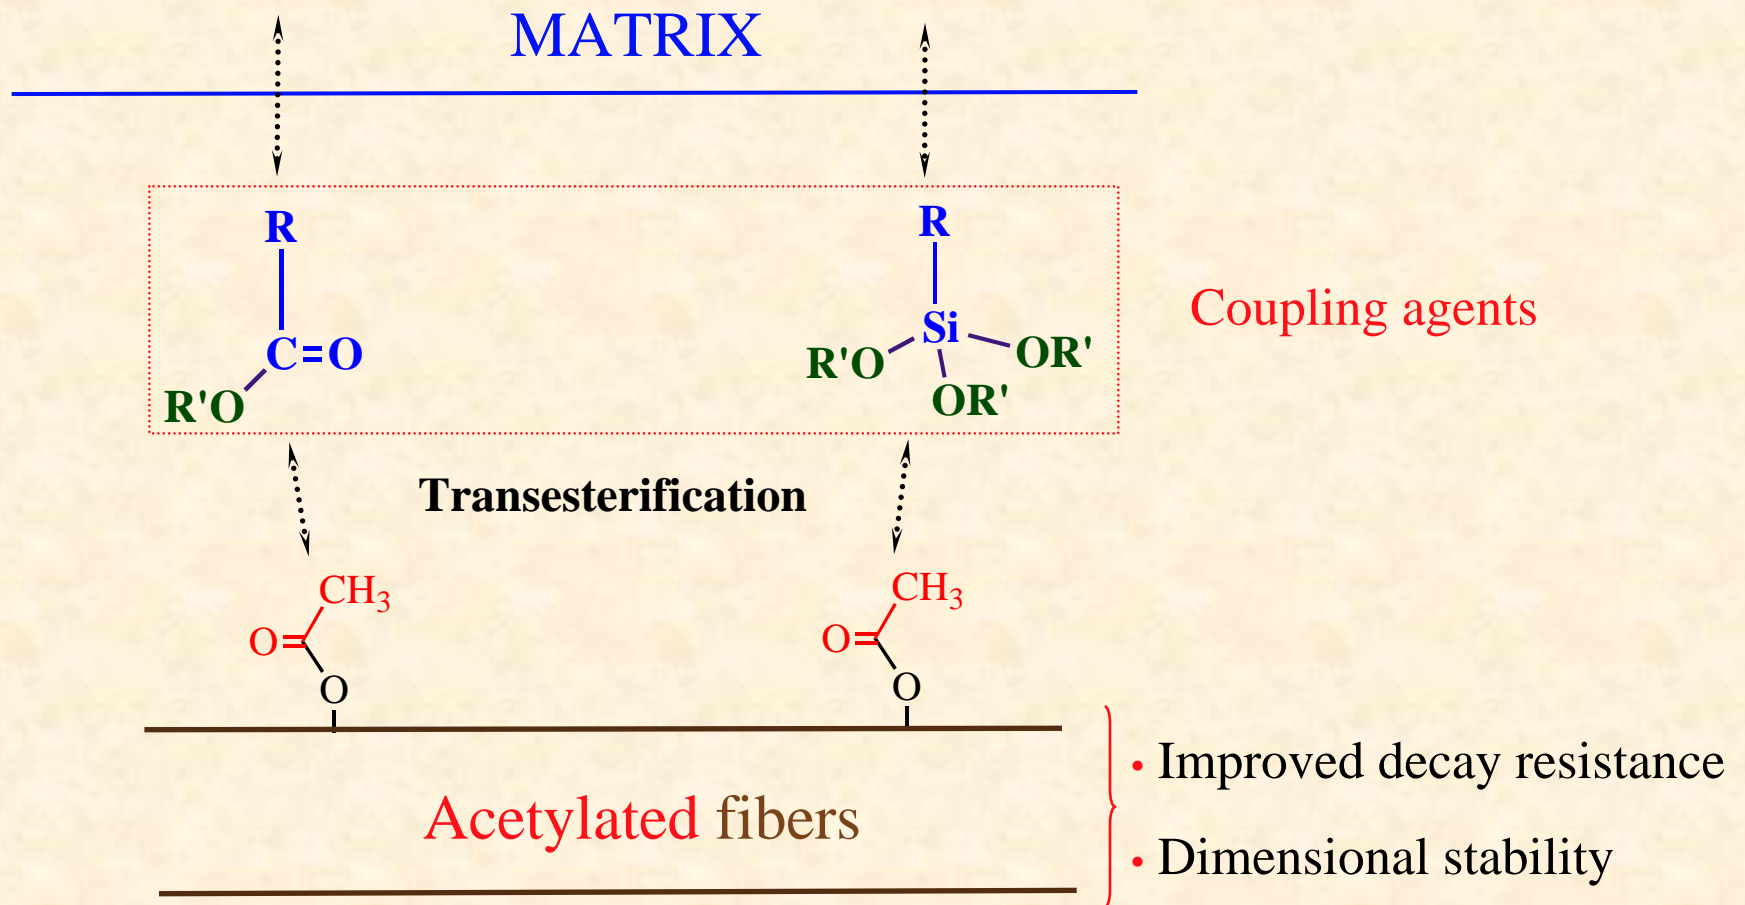 MATRIX
R
R
C=O
Si
R'O
R'O
OR'
OR'
Coupling agents
Transesterification
CH₃
CH₃
O
O
O
O
Acetylated fibers
• Improved decay resistance
• Dimensional stability